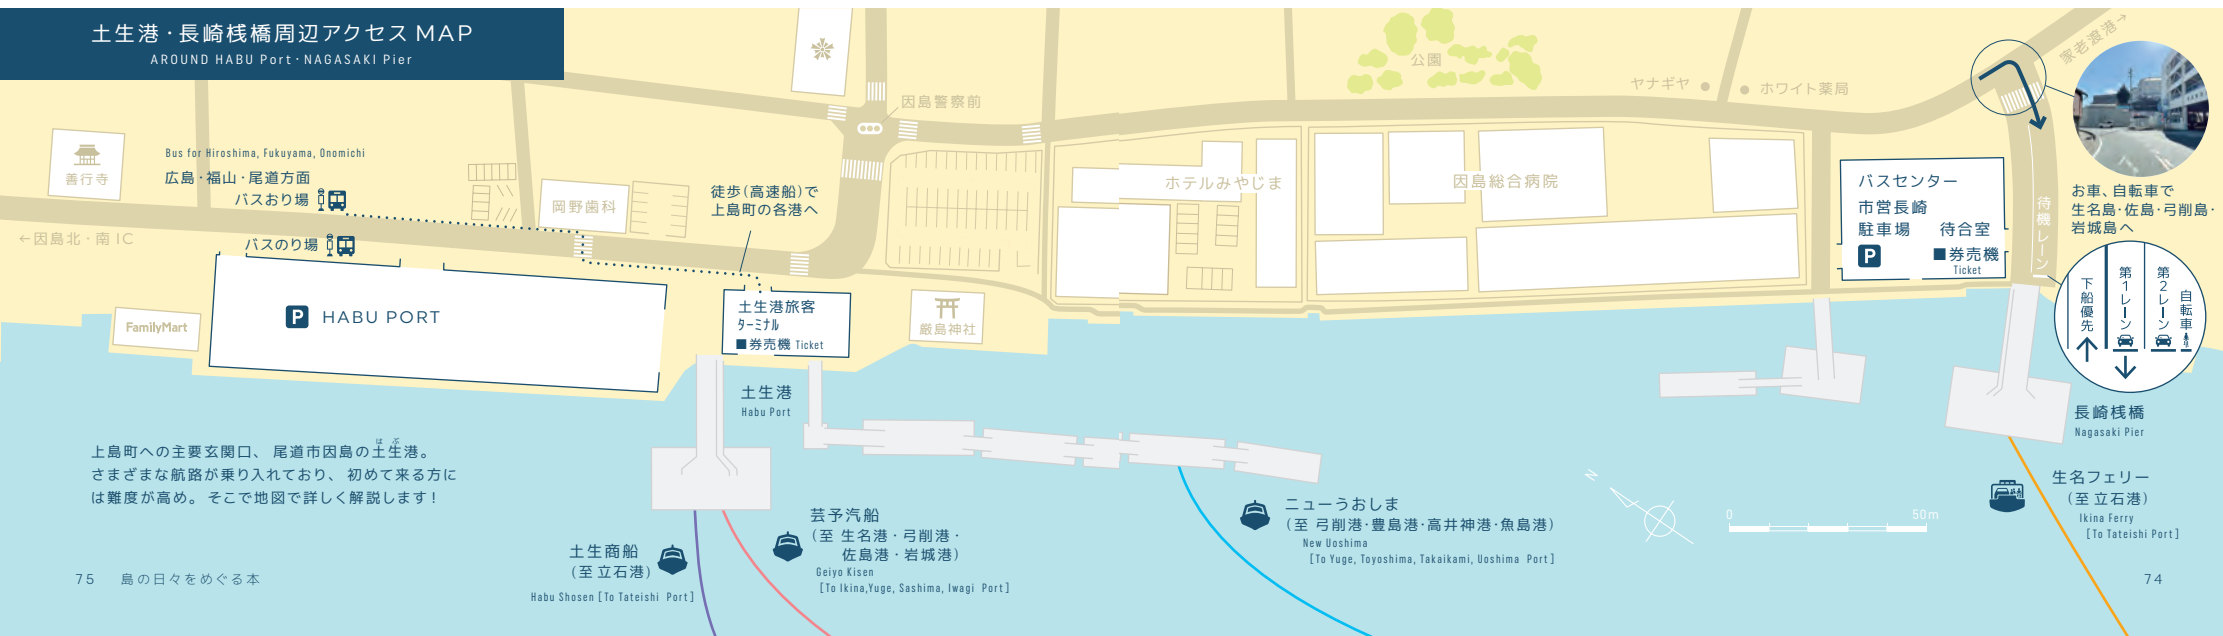 土生港・長崎桟橋周辺アクセス MAP
AROUND HABU Port・NAGASAKI Pier
公園
ヤナギヤ
ホワイト薬局
家老渡港→
因島警察前
善行寺
Bus for Hiroshima, Fukuyama, Onomichi
広島・福山・尾道方面
バスおり場
バスのり場
←因島北・南 IC
岡野歯科
徒歩（高速船）で
上島町の各港へ
ホテルみやじま
因島総合病院
バスセンター
市営長崎
駐車場
P
待合室
■券売機
Ticket
待機レーン
お車、自転車で
生名島・佐島・弓削島・
岩城島へ
下船優先
第1レーン
第2レーン
自転車
FamilyMart
P HABU PORT
土生港旅客
ターミナル
■券売機 Ticket
厳島神社
土生港
Habu Port
長崎桟橋
Nagasaki Pier
はぶ
上島町への主要玄関口、尾道市因島の土生港。
さまざまな航路が乗り入れており、初めて来る方に
は難度が高め。そこで地図で詳しく解説します！
土生商船
（至 立石港）
Habu Shosen [To Tateishi Port]
芸予汽船
（至 生名港・弓削港・
佐島港・岩城港）
Geiyo Kisen
[To Ikina,Yuge, Sashima, Iwagi Port]
ニューうおしま
（至 弓削港・豊島港・高井神港・魚島港）
New Uoshima
[To Yuge, Toyoshima, Takaikami, Uoshima Port]
N
0
50m
生名フェリー
（至 立石港）
Ikina Ferry
[To Tateishi Port]
75 島の日々をめぐる本
74